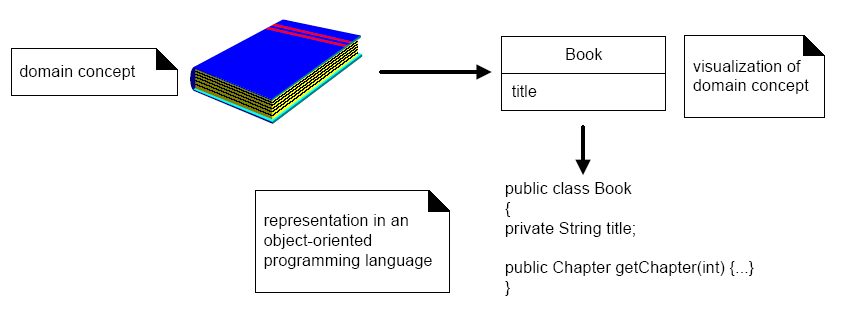 domain concept
Book
title
visualization of
domain concept
representation in an
object-oriented
programming language
public class Book
{
private String title;
public Chapter getChapter(int) {...}
}